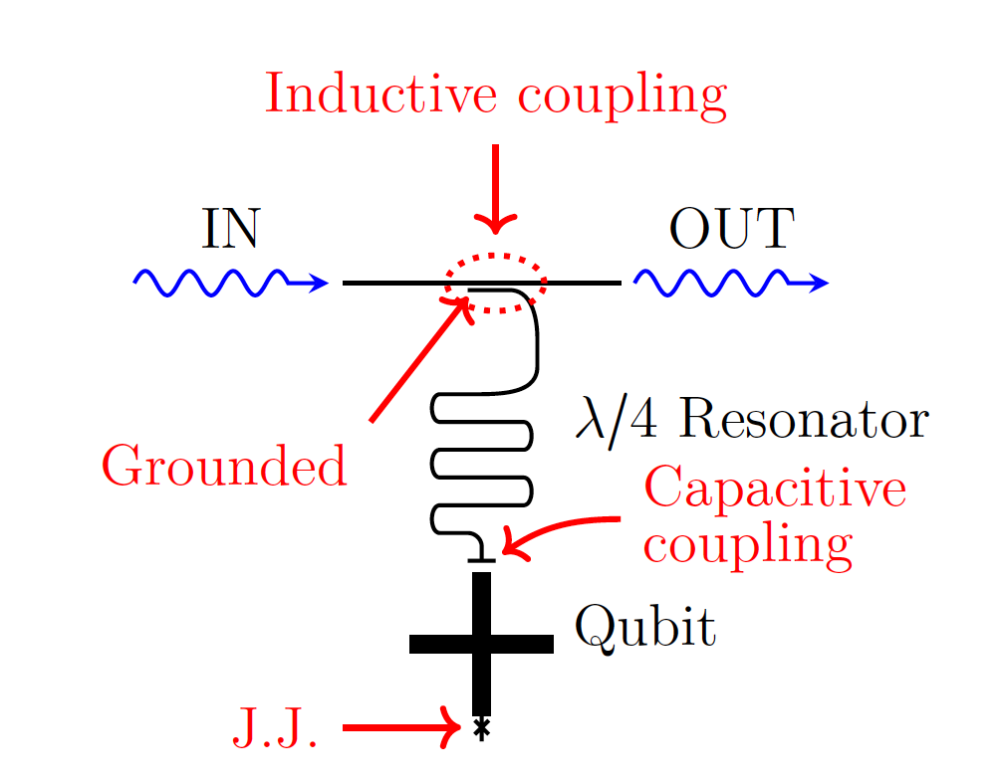 Inductive coupling
IN
OUT
λ/4 Resonator
Grounded
Capacitive
coupling
Qubit
J.J.